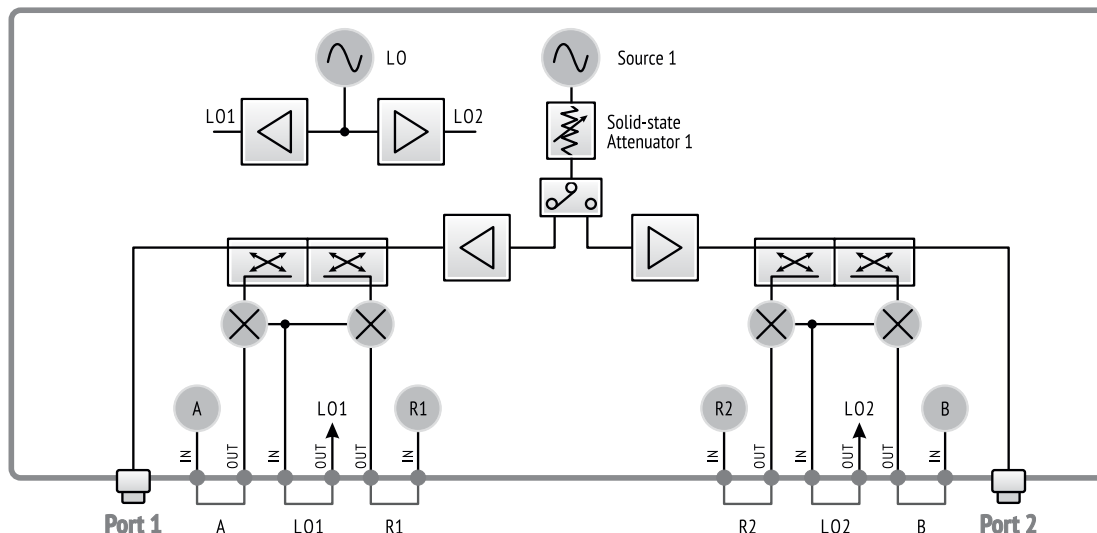 LO
Source 1
LO1
LO2
Solid-state
Attenuator 1
A
LO1
R1
R2
LO2
B
IN
OUT
IN
OUT
OUT
IN
IN
OUT
IN
OUT
OUT
IN
Port 1
A
LO1
R1
R2
LO2
B
Port 2